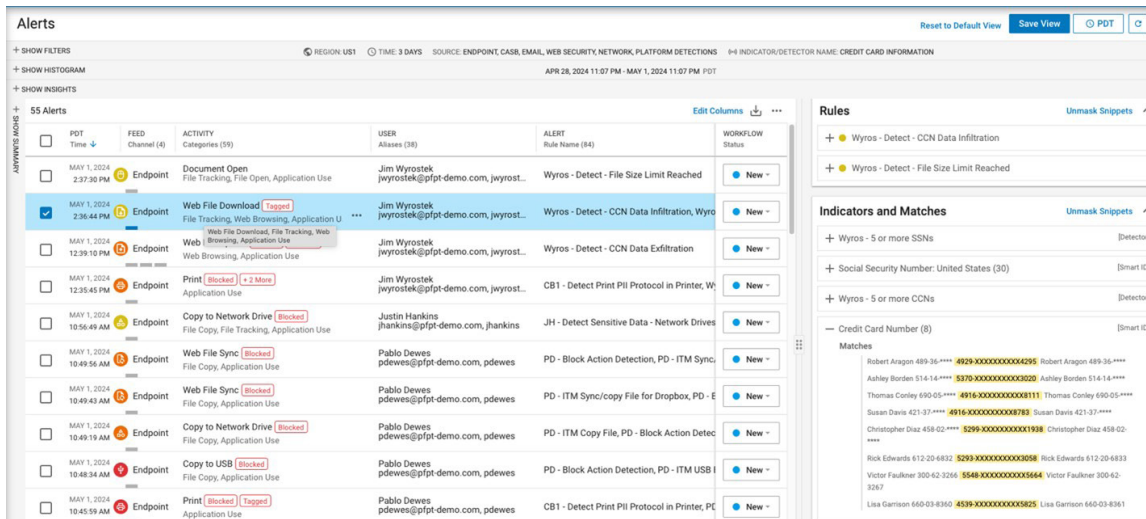 Alerts
Reset to Default View
Save View
PDT
+ SHOW FILTERS
REGION: US1 TIME: 3 DAYS SOURCE: ENDPOINT, CASB, EMAIL, WEB SECURITY, NETWORK, PLATFORM DETECTIONS INDICATOR/DETECTOR NAME: CREDIT CARD INFORMATION
+ SHOW HISTOGRAM
APR 28, 2024 11:07 PM - MAY 1, 2024 11:07 PM PDT
+ SHOW INSIGHTS
+ SHOW SUMMARY
55 Alerts
Edit Columns
PDT
Time
FEED
Channel (4)
ACTIVITY
Categories (59)
USER
Aliases (38)
ALERT
Rule Name (84)
WORKFLOW
Status
MAY 1, 2024
2:37:30 PM
Endpoint
Document Open
File Tracking, File Open, Application Use
Jim Wyrostek
jwyrostek@pfpt-demo.com, jwyrost...
Wyros - Detect - File Size Limit Reached
New
MAY 1, 2024
2:36:44 PM
Endpoint
Web File Download Tagged
File Tracking, Web Browsing, Application U
...
Jim Wyrostek
jwyrostek@pfpt-demo.com, jwyrost...
Wyros - Detect - CCN Data Infiltration, Wyro
New
Web File Download, File Tracking, Web
Browsing, Application Use
MAY 1, 2024
12:39:10 PM
Endpoint
Web
Web Browsing, Application Use
Jim Wyrostek
jwyrostek@pfpt-demo.com, jwyrost...
Wyros - Detect - CCN Data Exfiltration
New
MAY 1, 2024
12:35:45 PM
Endpoint
Print Blocked + 2 More
Application Use
Jim Wyrostek
jwyrostek@pfpt-demo.com, jwyrost...
CB1 - Detect Print PII Protocol in Printer, Wy
New
MAY 1, 2024
10:56:49 AM
Endpoint
Copy to Network Drive Blocked
File Copy, File Tracking, Application Use
Justin Hankins
jhankins@pfpt-demo.com, jhankins
JH - Detect Sensitive Data - Network Drives
New
MAY 1, 2024
10:49:56 AM
Endpoint
Web File Sync Blocked
File Copy, Application Use
Pablo Dewes
pdewes@pfpt-demo.com, pdewes
PD - Block Action Detection, PD - ITM Sync
New
MAY 1, 2024
10:49:43 AM
Endpoint
Web File Sync Blocked
File Copy, Application Use
Pablo Dewes
pdewes@pfpt-demo.com, pdewes
PD - ITM Sync/copy File for Dropbox, PD - E
New
MAY 1, 2024
10:49:19 AM
Endpoint
Copy to Network Drive Blocked
File Copy, Application Use
Pablo Dewes
pdewes@pfpt-demo.com, pdewes
PD - ITM Copy File, PD - Block Action Detec
New
MAY 1, 2024
10:48:34 AM
Endpoint
Copy to USB Blocked
File Copy, Application Use
Pablo Dewes
pdewes@pfpt-demo.com, pdewes
PD - Block Action Detection, PD - ITM USB I
New
MAY 1, 2024
10:45:59 AM
Endpoint
Print Blocked Tagged
Application Use
Pablo Dewes
pdewes@pfpt-demo.com, pdewes
CB1 - Detect Print PII Protocol in Printer, PD
New
Rules
Unmask Snippets
+ Wyros - Detect - CCN Data Infiltration
+ Wyros - Detect - File Size Limit Reached
Indicators and Matches
Unmask Snippets
+ Wyros - 5 or more SSNs
[Detector
+ Social Security Number: United States (30)
[Smart ID
+ Wyros - 5 or more CCNs
[Detector
— Credit Card Number (8)
[Smart ID
Matches
Robert Aragon 489-36-**** 4929-XXXXXXXXXX4295 Robert Aragon 489-36-****
Ashley Borden 514-14-**** 5370-XXXXXXXXXX3020 Ashley Borden 514-14-****
Thomas Conley 690-05-**** 4916-XXXXXXXXXX8111 Thomas Conley 690-05-****
Susan Davis 421-37-**** 4916-XXXXXXXXXX8783 Susan Davis 421-37-****
Christopher Diaz 458-02-**** 5299-XXXXXXXXXX1938 Christopher Diaz 458-02-
****
Rick Edwards 612-20-6832 5293-XXXXXXXXXX3058 Rick Edwards 612-20-6833
Victor Faulkner 300-62-3266 5548-XXXXXXXXXX5664 Victor Faulkner 300-62-
3267
Lisa Garrison 660-03-8360 4539-XXXXXXXXXX5825 Lisa Garrison 660-03-8361